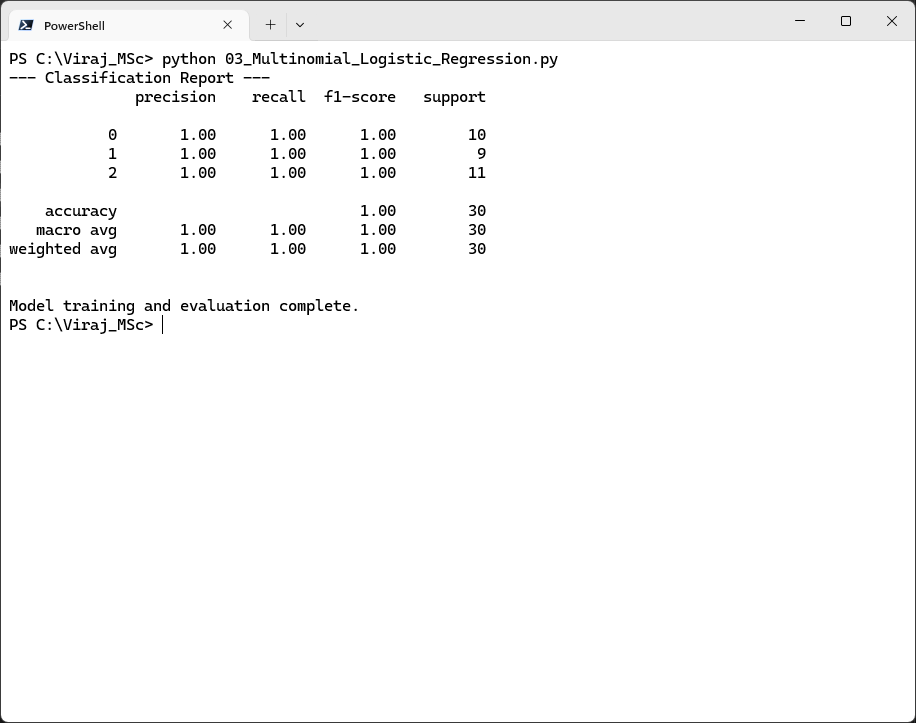 PowerShell
PS C:\Viraj_MSc> python 03_Multinomial_Logistic_Regression.py
--- Classification Report ---
              precision    recall  f1-score   support

           0       1.00      1.00      1.00        10
           1       1.00      1.00      1.00         9
           2       1.00      1.00      1.00        11

    accuracy                           1.00        30
   macro avg       1.00      1.00      1.00        30
weighted avg       1.00      1.00      1.00        30

Model training and evaluation complete.
PS C:\Viraj_MSc>